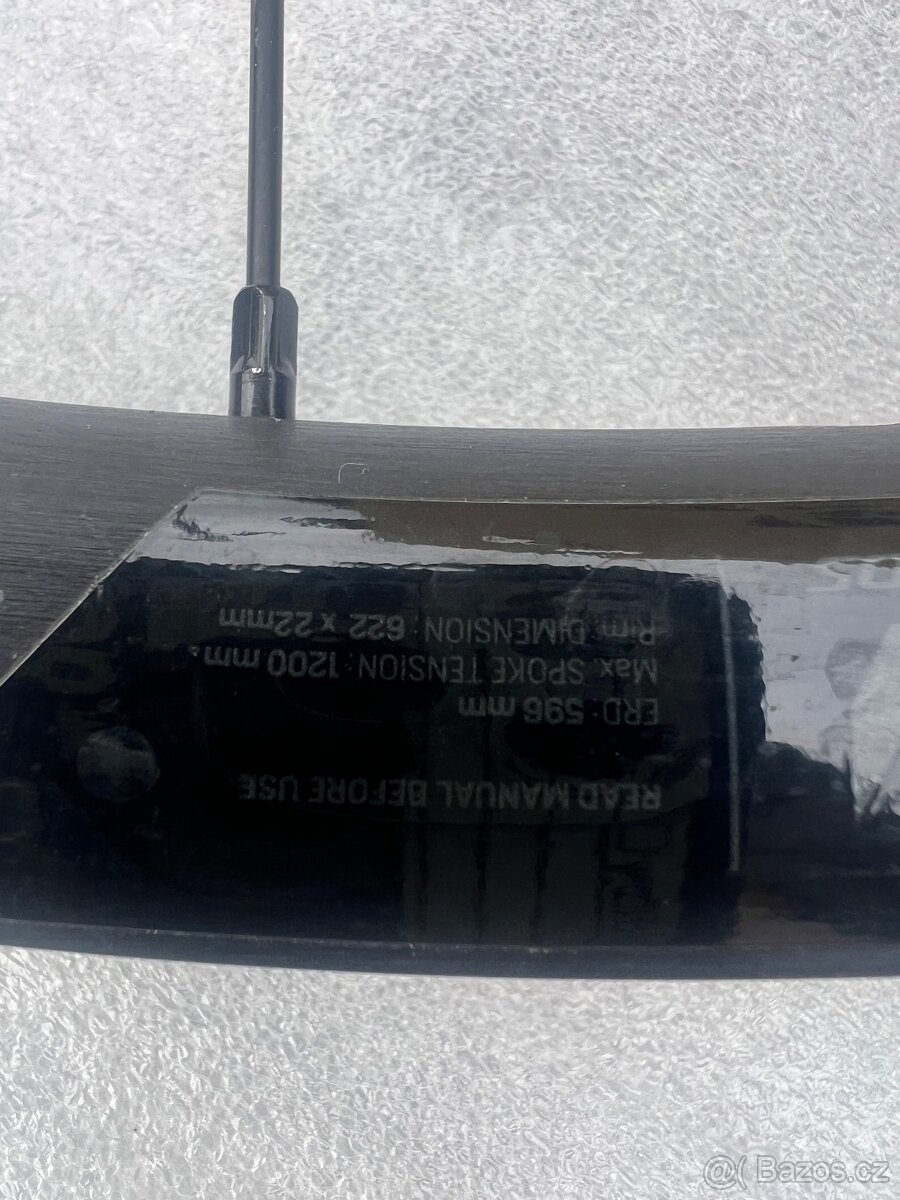 READ MANUAL BEFORE USE
ERD: 596 mm
Max. SPOKE TENSION: 1200 mm.
Rim. DIMENSION: 622 x 22mm
Bazos.cz